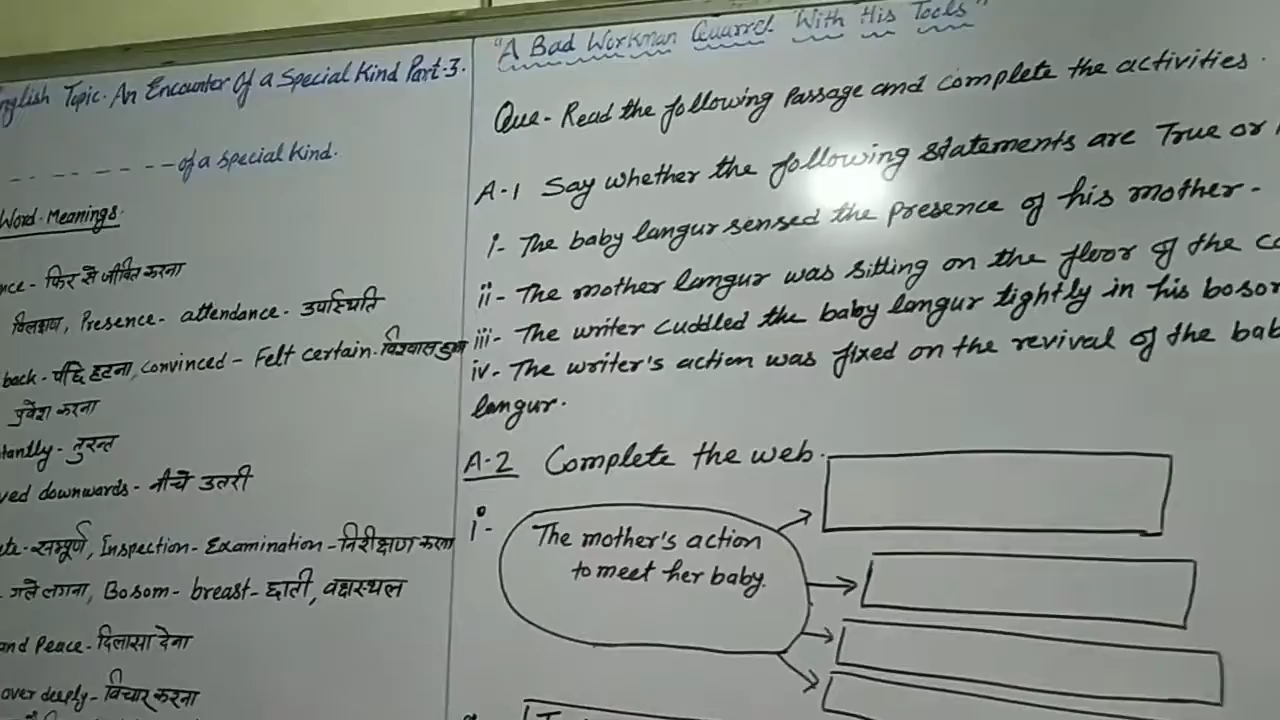 nglish Topic. An Encounter Of a Special Kind Part-3.
------- of a special Kind.
Word-Meanings.
nce - फिर से जीवित करना
विलक्षण, Presence - attendance - उपस्थिति
back - पीछे हटना, convinced - Felt certain - विश्वास हुआ
प्रवेश करना
tantly - तुरन्त
ved downwards - नीचे उतरी
ete - सम्पूर्ण, Inspection - Examination - निरीक्षण करना
गले लगना, Bosom - breast - छाती, वक्षस्थल
and Peace - दिलासा देना
over deeply - विचार करना
"A Bad Workman Quarrel With His Tools"
Que - Read the following Passage and complete the activities.
A-1 Say whether the following statements are True or
i- The baby langur sensed the presence of his mother -
ii - The mother langur was sitting on the floor of the
iii - The writer cuddled the baby langur tightly in his bosom
iv - The writer's action was fixed on the revival of the
langur.
A-2 Complete the web.
i-
The mother's action
to meet her baby.